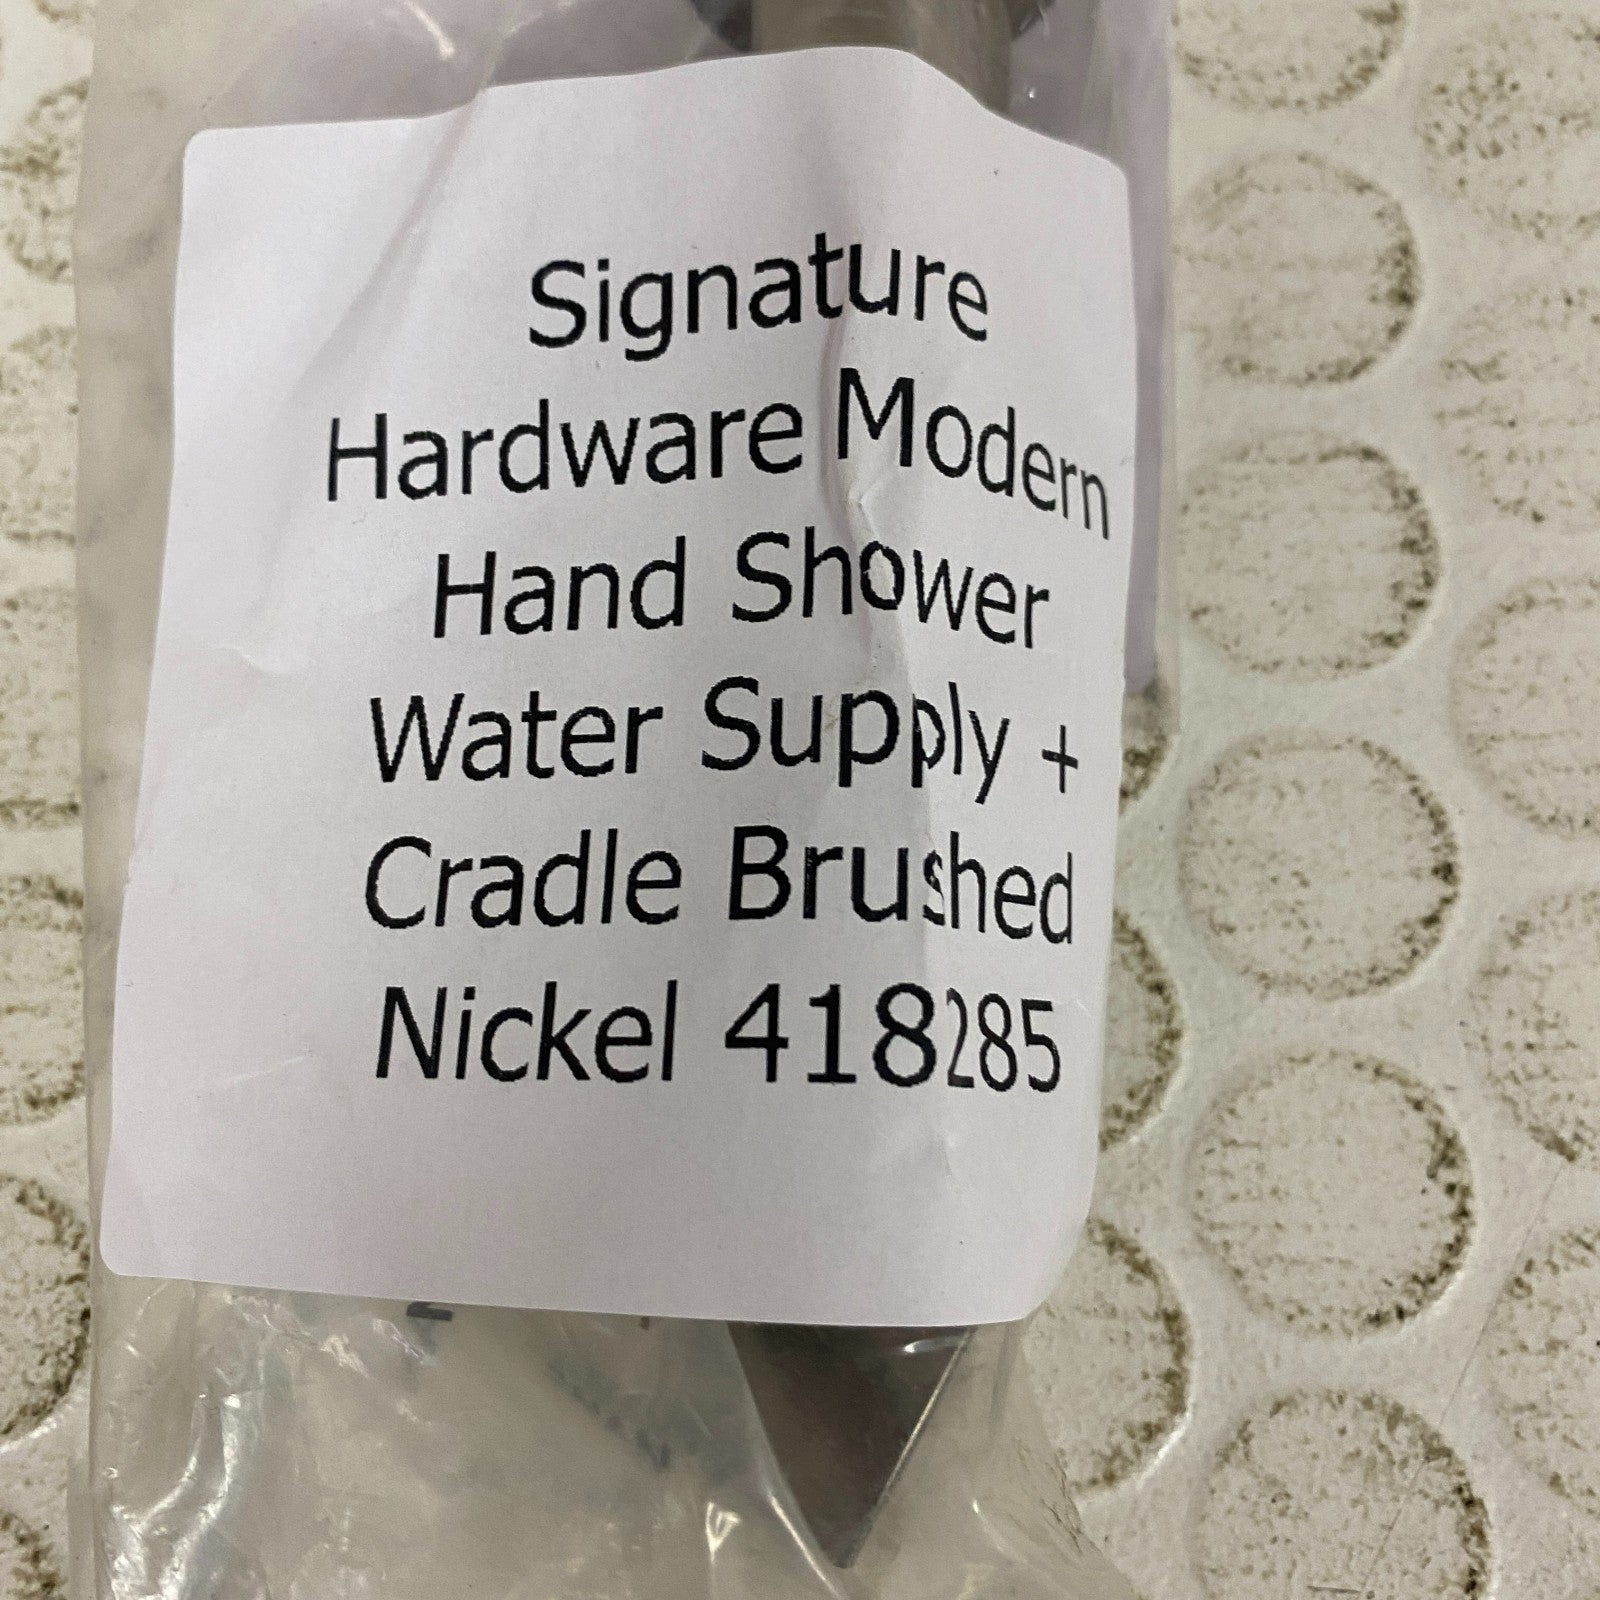 Signature
Hardware Modern
Hand Shower
Water Supply +
Cradle Brushed
Nickel 418285